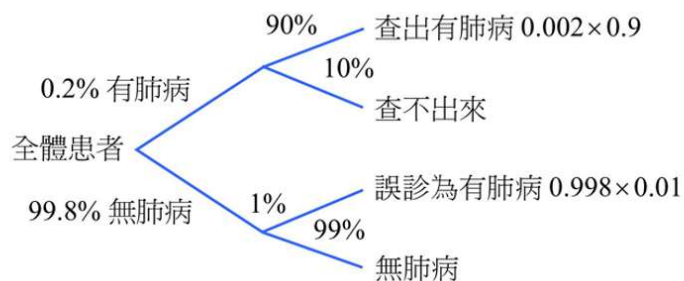 90%
查出有肺病 0.002×0.9
10%
0.2% 有肺病
查不出來
全體患者
誤診為有肺病 0.998×0.01
1%
99.8% 無肺病
99%
無肺病